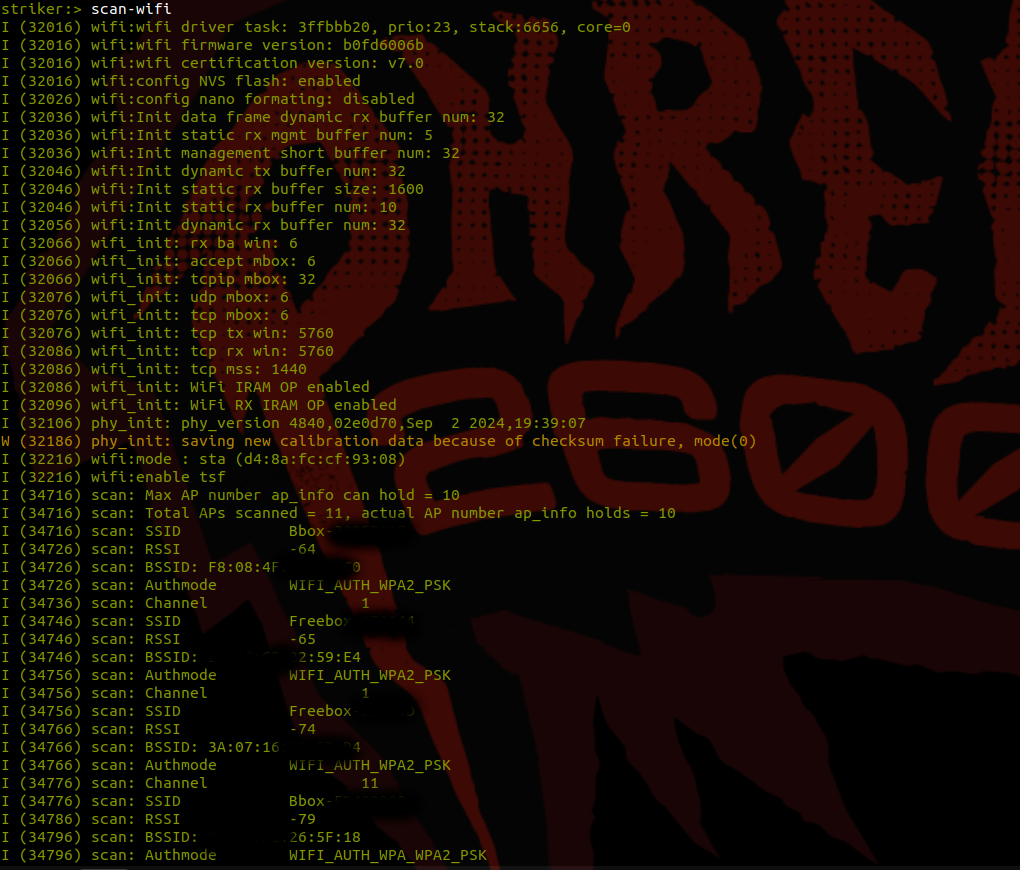 striker:> scan-wifi
I (32016) wifi:wifi driver task: 3ffbbb20, prio:23, stack:6656, core=0
I (32016) wifi:wifi firmware version: b0fd6006b
I (32016) wifi:wifi certification version: v7.0
I (32016) wifi:config NVS flash: enabled
I (32026) wifi:config nano formating: disabled
I (32036) wifi:Init data frame dynamic rx buffer num: 32
I (32036) wifi:Init static rx mgmt buffer num: 5
I (32036) wifi:Init management short buffer num: 32
I (32046) wifi:Init dynamic tx buffer num: 32
I (32046) wifi:Init static rx buffer size: 1600
I (32046) wifi:Init static rx buffer num: 10
I (32056) wifi:Init dynamic rx buffer num: 32
I (32066) wifi_init: rx ba win: 6
I (32066) wifi_init: accept mbox: 6
I (32066) wifi_init: tcpip mbox: 32
I (32076) wifi_init: udp mbox: 6
I (32076) wifi_init: tcp mbox: 6
I (32076) wifi_init: tcp tx win: 5760
I (32086) wifi_init: tcp rx win: 5760
I (32086) wifi_init: tcp mss: 1440
I (32086) wifi_init: WiFi IRAM OP enabled
I (32096) wifi_init: WiFi RX IRAM OP enabled
I (32106) phy_init: phy_version 4840,02e0d70,Sep  2 2024,19:39:07
W (32186) phy_init: saving new calibration data because of checksum failure, mode(0)
I (32216) wifi:mode : sta (d4:8a:fc:cf:93:08)
I (32216) wifi:enable tsf
I (34716) scan: Max AP number ap_info can hold = 10
I (34716) scan: Total APs scanned = 11, actual AP number ap_info holds = 10
I (34716) scan: SSID Bbox-
I (34726) scan: RSSI -64
I (34726) scan: BSSID: F8:08:4F
I (34726) scan: Authmode WIFI_AUTH_WPA2_PSK
I (34736) scan: Channel 1
I (34746) scan: SSID Freebox
I (34746) scan: RSSI -65
I (34746) scan: BSSID: :59:E4
I (34756) scan: Authmode WIFI_AUTH_WPA2_PSK
I (34756) scan: Channel 1
I (34756) scan: SSID Freebox-
I (34766) scan: RSSI -74
I (34766) scan: BSSID: 3A:07:16
I (34766) scan: Authmode WIFI_AUTH_WPA2_PSK
I (34776) scan: Channel 11
I (34776) scan: SSID Bbox-
I (34786) scan: RSSI -79
I (34796) scan: BSSID: 26:5F:18
I (34796) scan: Authmode WIFI_AUTH_WPA_WPA2_PSK
2600